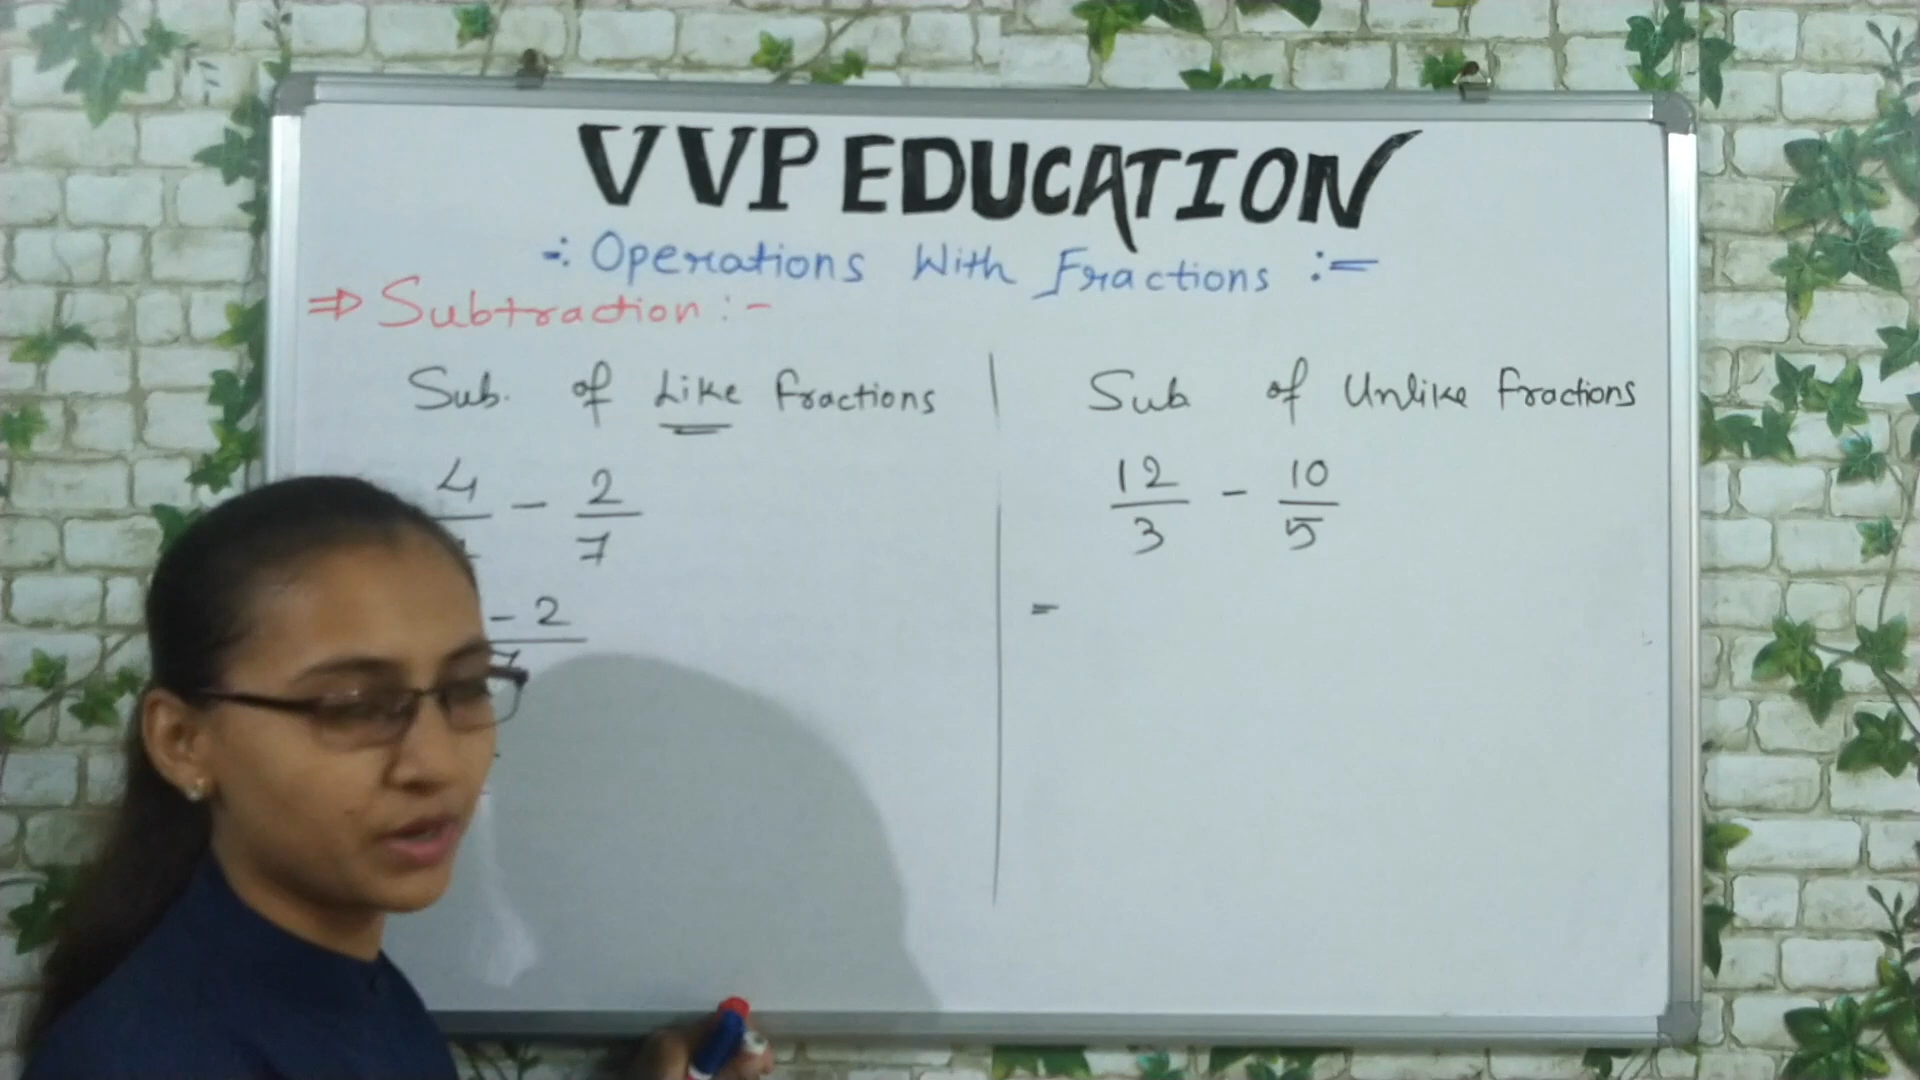 VVP EDUCATION
-: Operations With Fractions :-
⇒ Subtraction :-
Sub. of Like fractions
4 - 2
7
- 2
7
Sub of Unlike fractions
12/3 - 10/5
=